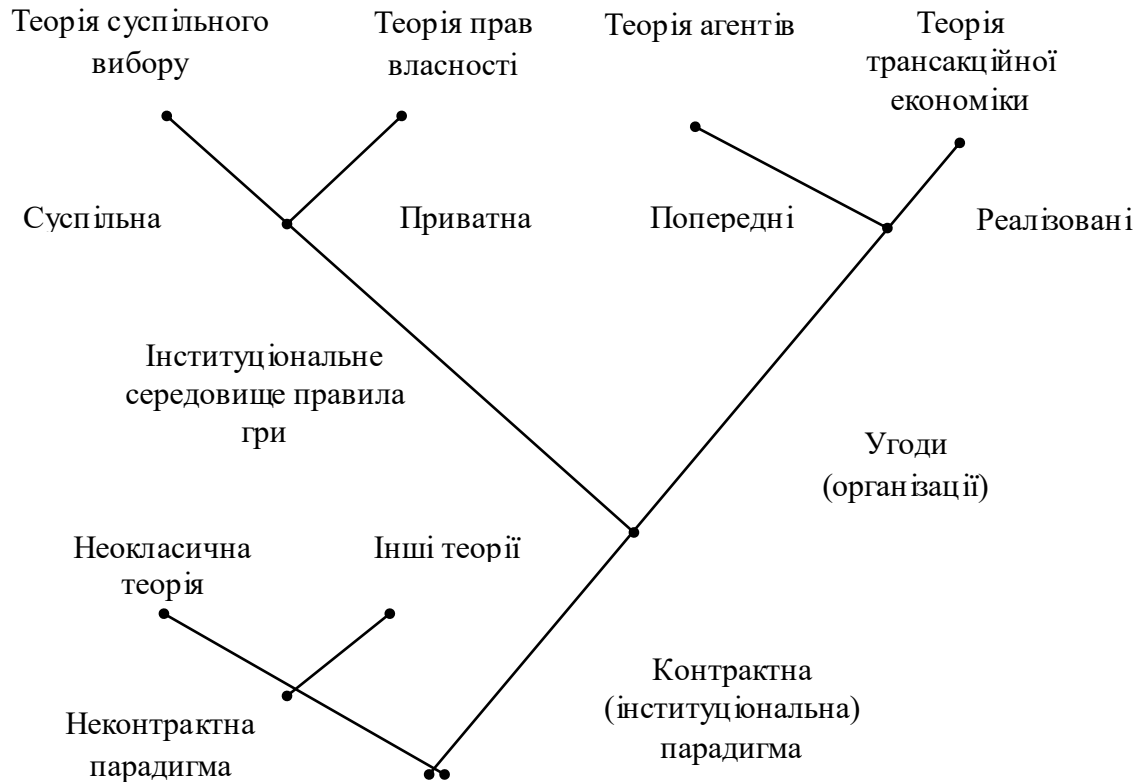 Теорія суспільного
вибору
Теорія прав
власності
Теорія агентів
Теорія
трансакційної
економіки
Суспільна
Приватна
Попередні
Реалізовані
Інституціональне
середовище правила
гри
Угоди
(організації)
Неокласична
теорія
Інші теорії
Контрактна
(інституціональна)
парадигма
Неконтрактна
парадигма